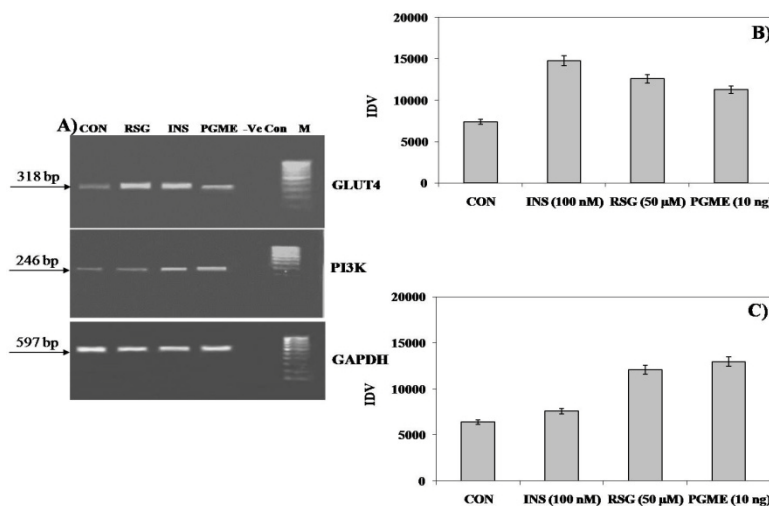 A) CON RSG INS PGME -Ve Con M
318 bp
GLUT4
246 bp
PI3K
597 bp
GAPDH
B)
20000
15000
10000
5000
0
IDV
CON INS (100 nM) RSG (50 µM) PGME (10 ng)
C)
20000
15000
10000
5000
0
IDV
CON INS (100 nM) RSG (50 µM) PGME (10 ng)